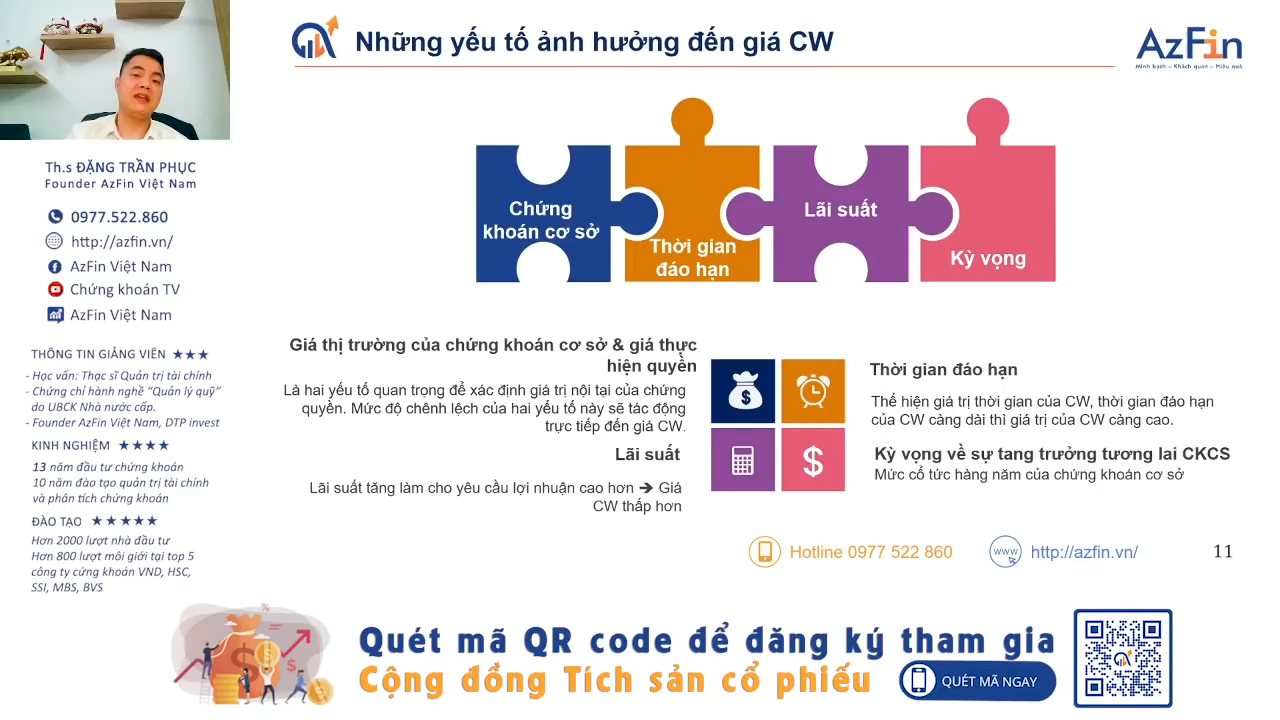 Những yếu tố ảnh hưởng đến giá CW
AzFin
Minh bạch – Khách quan – Hiệu quả
Th.s ĐẶNG TRẦN PHỤC
Founder AzFin Việt Nam
0977.522.860
http://azfin.vn/
AzFin Việt Nam
Chứng khoán TV
AzFin Việt Nam
THÔNG TIN GIẢNG VIÊN ★★★
- Học vấn: Thạc sĩ Quản trị tài chính
- Chứng chỉ hành nghề "Quản lý quỹ"
do UBCK Nhà nước cấp.
- Founder AzFin Việt Nam, DTP invest
KINH NGHIỆM ★★★★
13 năm đầu tư chứng khoán
10 năm đào tạo quản trị tài chính
và phân tích chứng khoán
ĐÀO TẠO ★★★★★
Hơn 2000 lượt nhà đầu tư
Hơn 800 lượt môi giới tại top 5
công ty cứng khoán VND, HSC,
SSI, MBS, BVS
Chứng
khoán cơ sở
Thời gian
đáo hạn
Lãi suất
Kỳ vọng
Giá thị trường của chứng khoán cơ sở & giá thực
hiện quyền
Là hai yếu tố quan trọng để xác định giá trị nội tại của chứng
quyền. Mức độ chênh lệch của hai yếu tố này sẽ tác động
trực tiếp đến giá CW.
Lãi suất
Lãi suất tăng làm cho yêu cầu lợi nhuận cao hơn ➔ Giá
CW thấp hơn
Thời gian đáo hạn
Thể hiện giá trị thời gian của CW, thời gian đáo hạn
của CW càng dài thì giá trị của CW càng cao.
Kỳ vọng về sự tang trưởng tương lai CKCS
Mức cổ tức hàng năm của chứng khoán cơ sở
Hotline 0977 522 860
www
http://azfin.vn/
11
Quét mã QR code để đăng ký tham gia
Cộng đồng Tích sản cổ phiếu
QUÉT MÃ NGAY